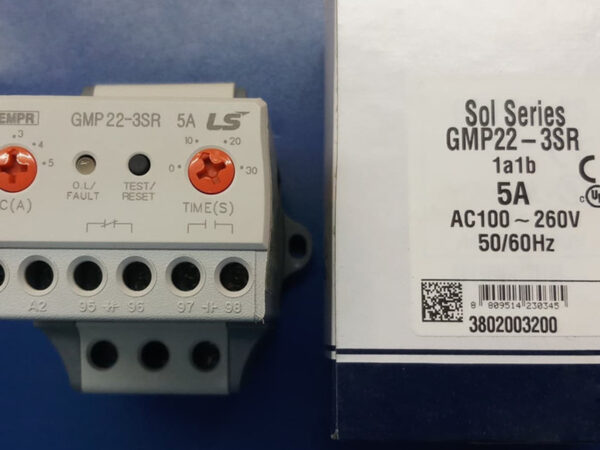 EMPR GMP22-3SR 5A LS
3
4
5
10 20
0 30
O.L/ TEST/
FAULT RESET
C(A) TIME(S)
A2 95 96 97 98
Sol Series
GMP22-3SR
1a1b
5A
AC100~260V
50/60Hz
C
c UL
8 809514 230345
3802003200